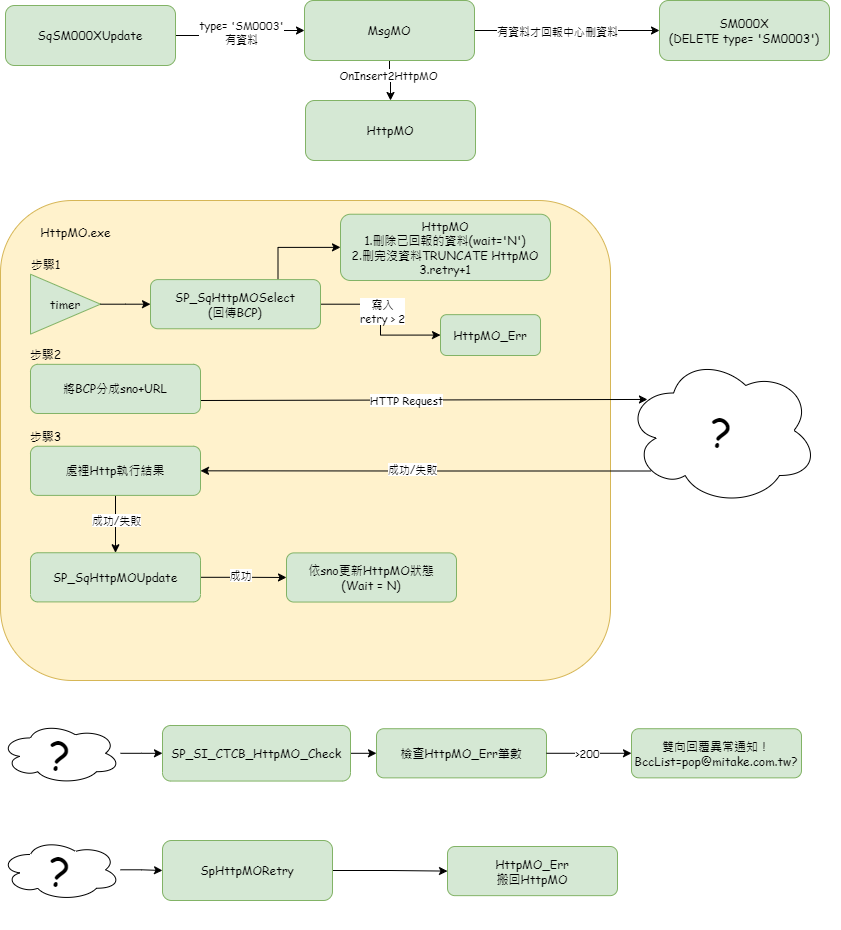 SqSM000XUpdate
type= 'SM0003'
有資料
MsgMO
有資料才回報中心刪資料
SM000X
(DELETE type= 'SM0003')
OnInsert2HttpMO
HttpMO
HttpMO.exe
HttpMO
1.刪除已回報的資料(wait='N')
2.刪完沒資料TRUNCATE HttpMO
3.retry+1
步驟1
timer
SP_SqHttpMOSelect
(回傳BCP)
寫入
retry > 2
HttpMO_Err
步驟2
將BCP分成sno+URL
HTTP Request
?
步驟3
處裡Http執行結果
成功/失敗
成功/失敗
SP_SqHttpMOUpdate
成功
依sno更新HttpMO狀態
(Wait = N)
?
SP_SI_CTCB_HttpMO_Check
檢查HttpMO_Err筆數
>200
雙向回覆異常通知！
BccList=pop@mitake.com.tw?
?
SpHttpMORetry
HttpMO_Err
搬回HttpMO